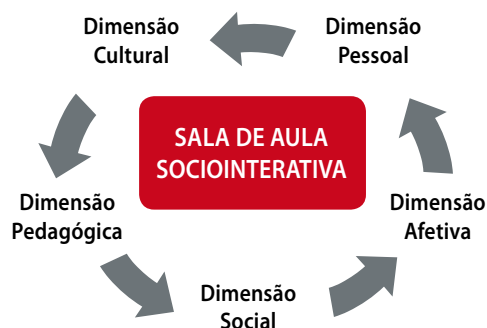 Dimensão
Cultural
Dimensão
Pessoal
SALA DE AULA
SOCIOINTERATIVA
Dimensão
Pedagógica
Dimensão
Afetiva
Dimensão
Social